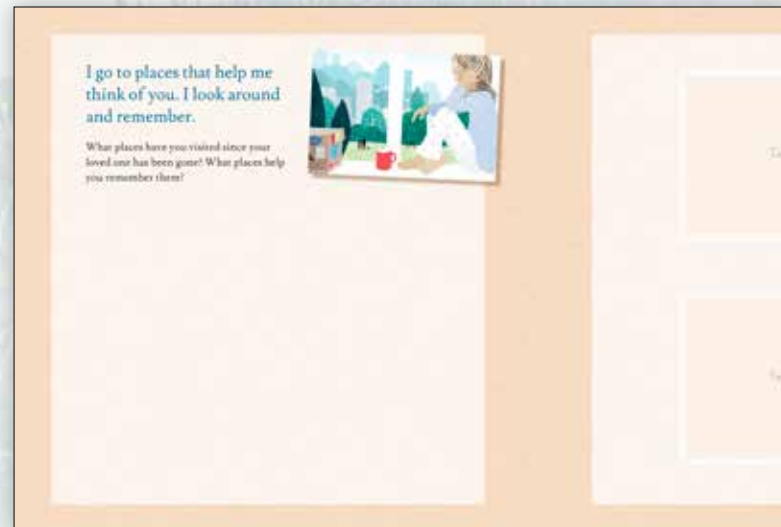 I go to places that help me
think of you. I look around
and remember.
What places have you visited since your
loved one has been gone? What places help
you remember them?